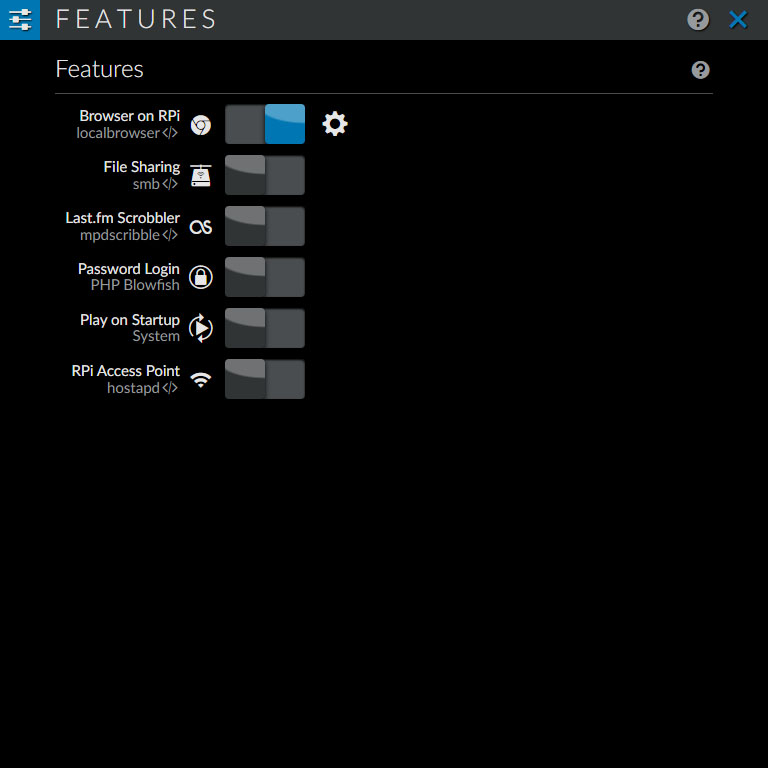 FEATURES
Features
Browser on RPi
localbrowser</>
File Sharing
smb</>
Last.fm Scrobbler
mpdscribble</>
Password Login
PHP Blowfish
Play on Startup
System
RPi Access Point
hostapd</>